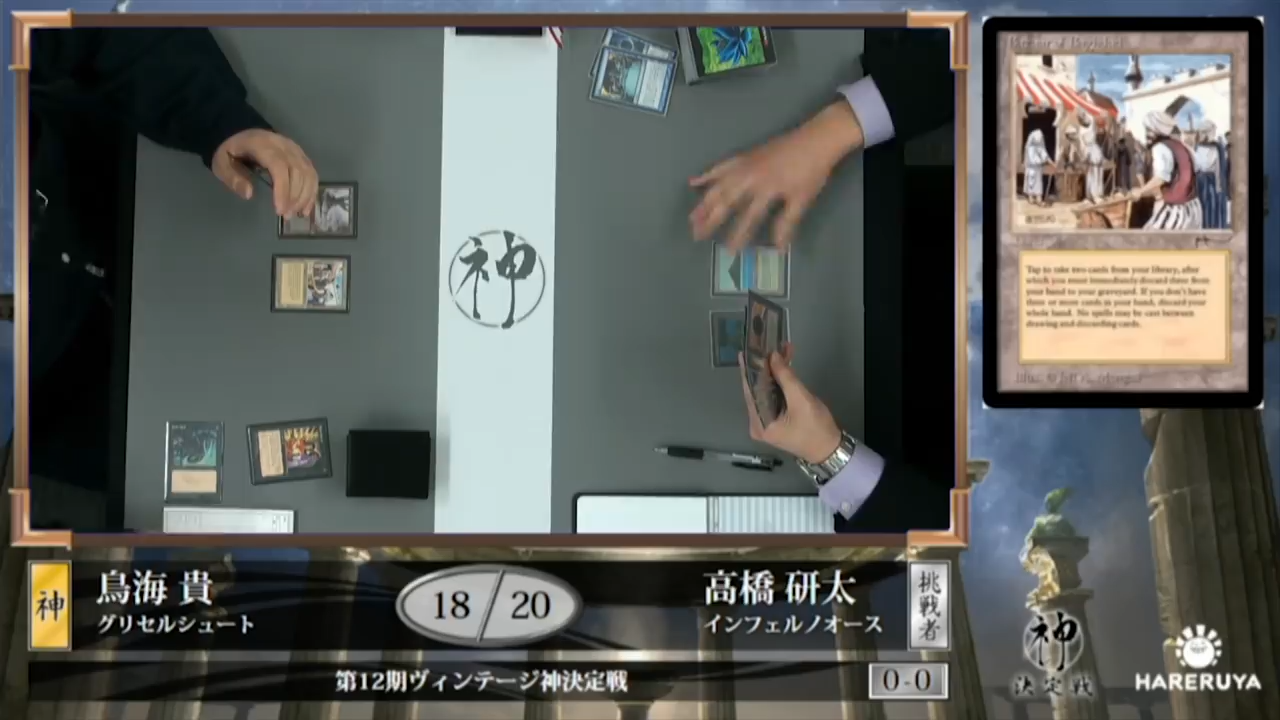 神
Bazaar of Baghdad
Tap to take two cards from your library, after
which you must immediately discard three from
your hand to your graveyard. If you don't have
three or more cards in your hand, discard your
whole hand. No spells may be cast between
drawing and discarding cards.
神
鳥海 貴
グリセルシュート
18 / 20
高橋 研太
インフェルノオース
挑戦者
第12期ヴィンテージ神決定戦
0-0
神
決定戦
HARERUYA